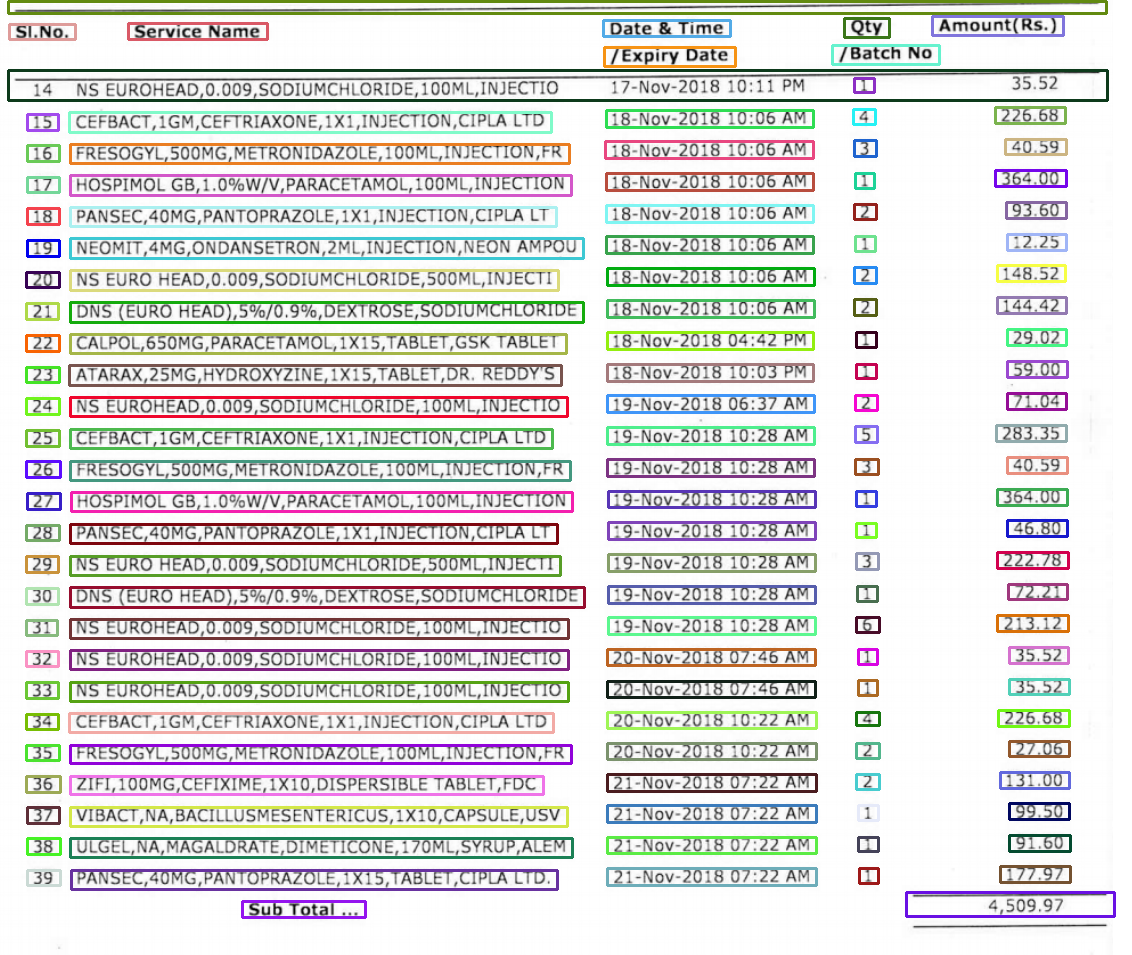 Sl.No. Service Name Date & Time Qty Amount(Rs.)
/Expiry Date /Batch No
14 NS EUROHEAD,0.009,SODIUMCHLORIDE,100ML,INJECTIO 17-Nov-2018 10:11 PM 1 35.52
15 CEFBACT,1GM,CEFTRIAXONE,1X1,INJECTION,CIPLA LTD 18-Nov-2018 10:06 AM 4 226.68
16 FRESOGYL,500MG,METRONIDAZOLE,100ML,INJECTION,FR 18-Nov-2018 10:06 AM 3 40.59
17 HOSPIMOL GB,1.0%W/V,PARACETAMOL,100ML,INJECTION 18-Nov-2018 10:06 AM 1 364.00
18 PANSEC,40MG,PANTOPRAZOLE,1X1,INJECTION,CIPLA LT 18-Nov-2018 10:06 AM 2 93.60
19 NEOMIT,4MG,ONDANSETRON,2ML,INJECTION,NEON AMPOU 18-Nov-2018 10:06 AM 1 12.25
20 NS EURO HEAD,0.009,SODIUMCHLORIDE,500ML,INJECTI 18-Nov-2018 10:06 AM 2 148.52
21 DNS (EURO HEAD),5%/0.9%,DEXTROSE,SODIUMCHLORIDE 18-Nov-2018 10:06 AM 2 144.42
22 CALPOL,650MG,PARACETAMOL,1X15,TABLET,GSK TABLET 18-Nov-2018 04:42 PM 1 29.02
23 ATARAX,25MG,HYDROXYZINE,1X15,TABLET,DR. REDDY'S 18-Nov-2018 10:03 PM 1 59.00
24 NS EUROHEAD,0.009,SODIUMCHLORIDE,100ML,INJECTIO 19-Nov-2018 06:37 AM 2 71.04
25 CEFBACT,1GM,CEFTRIAXONE,1X1,INJECTION,CIPLA LTD 19-Nov-2018 10:28 AM 5 283.35
26 FRESOGYL,500MG,METRONIDAZOLE,100ML,INJECTION,FR 19-Nov-2018 10:28 AM 3 40.59
27 HOSPIMOL GB,1.0%W/V,PARACETAMOL,100ML,INJECTION 19-Nov-2018 10:28 AM 1 364.00
28 PANSEC,40MG,PANTOPRAZOLE,1X1,INJECTION,CIPLA LT 19-Nov-2018 10:28 AM 1 46.80
29 NS EURO HEAD,0.009,SODIUMCHLORIDE,500ML,INJECTI 19-Nov-2018 10:28 AM 3 222.78
30 DNS (EURO HEAD),5%/0.9%,DEXTROSE,SODIUMCHLORIDE 19-Nov-2018 10:28 AM 1 72.21
31 NS EUROHEAD,0.009,SODIUMCHLORIDE,100ML,INJECTIO 19-Nov-2018 10:28 AM 6 213.12
32 NS EUROHEAD,0.009,SODIUMCHLORIDE,100ML,INJECTIO 20-Nov-2018 07:46 AM 1 35.52
33 NS EUROHEAD,0.009,SODIUMCHLORIDE,100ML,INJECTIO 20-Nov-2018 07:46 AM 1 35.52
34 CEFBACT,1GM,CEFTRIAXONE,1X1,INJECTION,CIPLA LTD 20-Nov-2018 10:22 AM 4 226.68
35 FRESOGYL,500MG,METRONIDAZOLE,100ML,INJECTION,FR 20-Nov-2018 10:22 AM 2 27.06
36 ZIFI,100MG,CEFIXIME,1X10,DISPERSIBLE TABLET,FDC 21-Nov-2018 07:22 AM 2 131.00
37 VIBACT,NA,BACILLUSMESENTERICUS,1X10,CAPSULE,USV 21-Nov-2018 07:22 AM 1 99.50
38 ULGEL,NA,MAGALDRATE,DIMETICONE,170ML,SYRUP,ALEM 21-Nov-2018 07:22 AM 1 91.60
39 PANSEC,40MG,PANTOPRAZOLE,1X15,TABLET,CIPLA LTD. 21-Nov-2018 07:22 AM 1 177.97
Sub Total ... 4,509.97